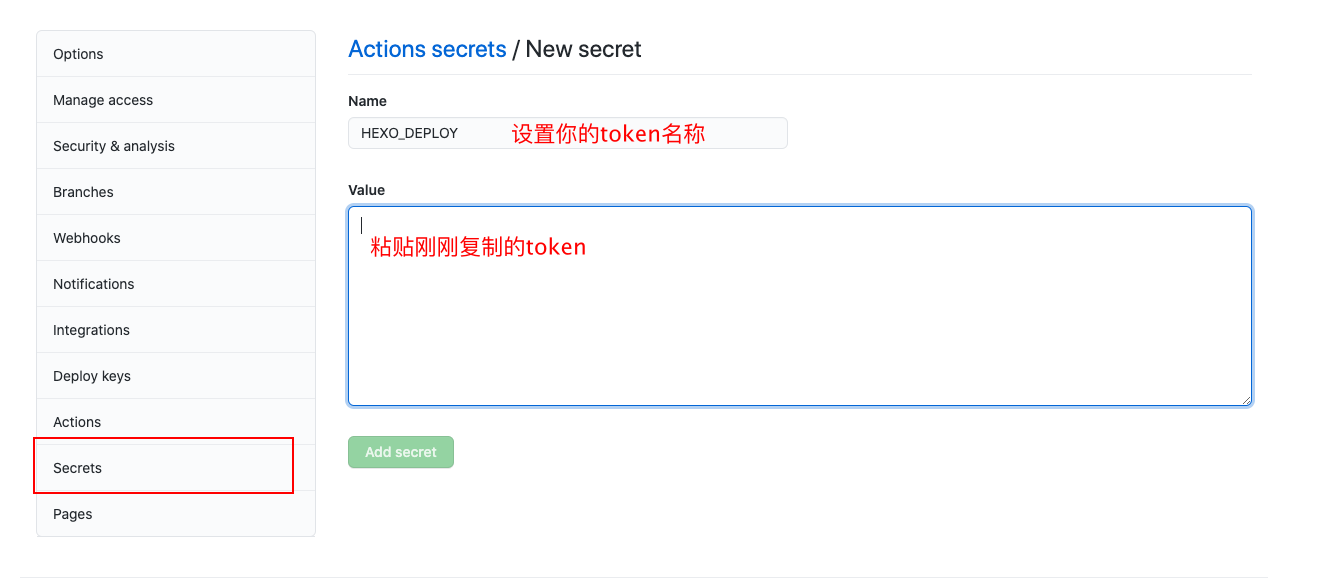 Options
Manage access
Security & analysis
Branches
Webhooks
Notifications
Integrations
Deploy keys
Actions
Secrets
Pages
Actions secrets / New secret
Name
HEXO_DEPLOY 设置你的token名称
Value
粘贴刚刚复制的token
Add secret